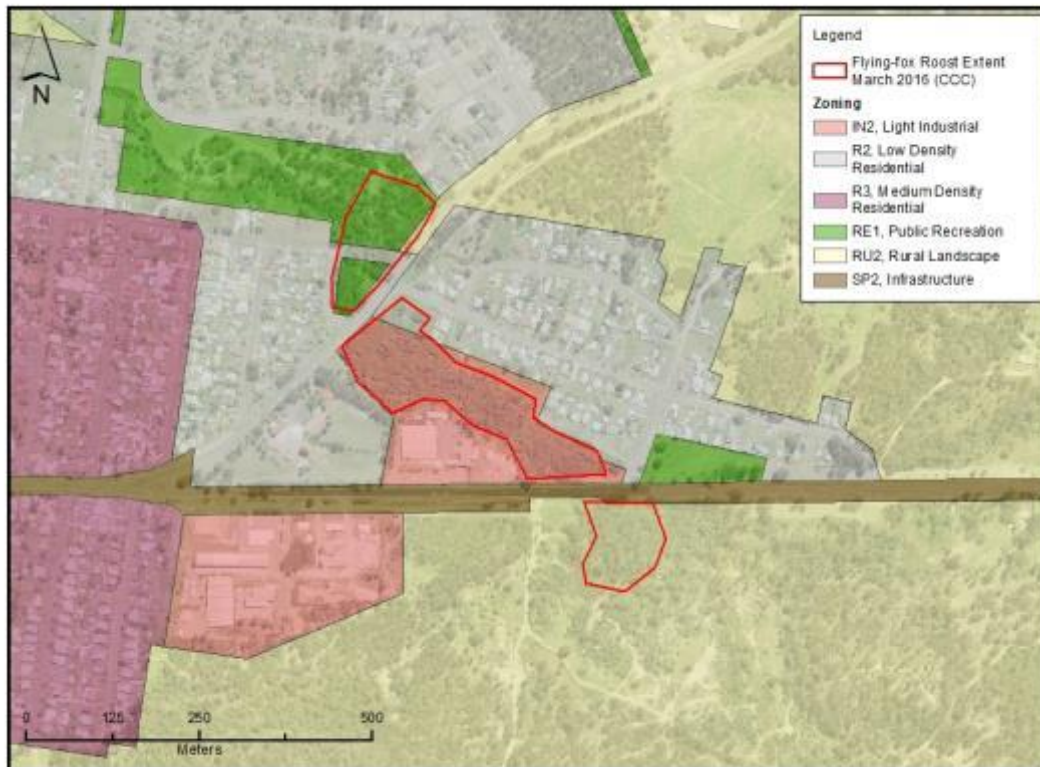 N
Legend
Flying-fox Roost Extent
March 2016 (CCC)
Zoning
IN2, Light Industrial
R2, Low Density
Residential
R3, Medium Density
Residential
RE1, Public Recreation
RU2, Rural Landscape
SP2, Infrastructure
0 125 250 500
Meters